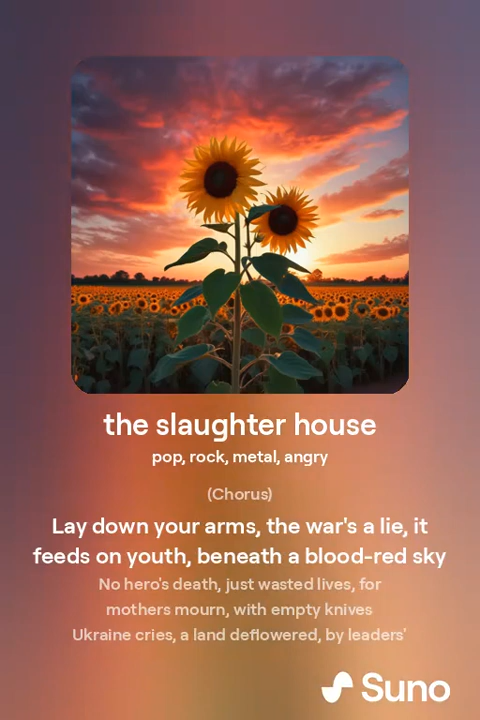 the slaughter house
pop, rock, metal, angry
(Chorus)
Lay down your arms, the war's a lie, it
feeds on youth, beneath a blood-red sky
No hero's death, just wasted lives, for
mothers mourn, with empty knives
Ukraine cries, a land deflowered, by leaders'
Suno